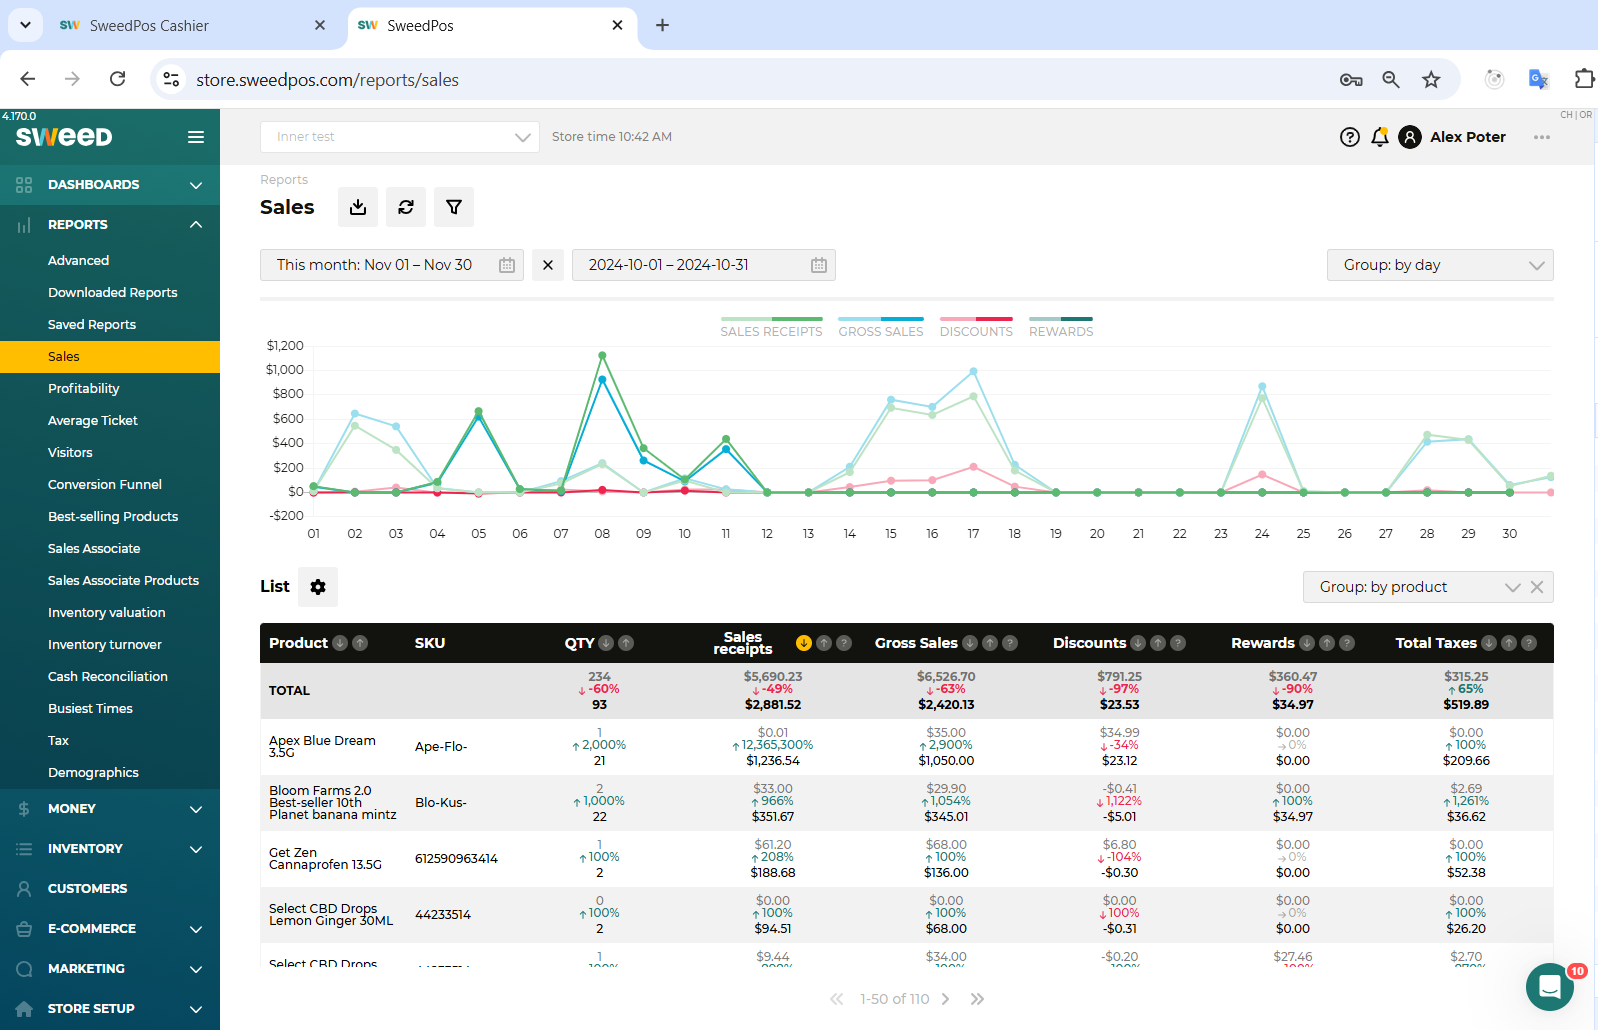 SW SweedPos Cashier
SW SweedPos
store.sweedpos.com/reports/sales
4.170.0
SWEED
Inner test
Store time 10:42 AM
Alex Poter
CH | OR
DASHBOARDS
REPORTS
Advanced
Downloaded Reports
Saved Reports
Sales
Profitability
Average Ticket
Visitors
Conversion Funnel
Best-selling Products
Sales Associate
Sales Associate Products
Inventory valuation
Inventory turnover
Cash Reconciliation
Busiest Times
Tax
Demographics
MONEY
INVENTORY
CUSTOMERS
E-COMMERCE
MARKETING
STORE SETUP
Reports
Sales
This month: Nov 01 – Nov 30
2024-10-01 – 2024-10-31
Group: by day
SALES RECEIPTS GROSS SALES DISCOUNTS REWARDS
$1,200
$1,000
$800
$600
$400
$200
$0
-$200
01 02 03 04 05 06 07 08 09 10 11 12 13 14 15 16 17 18 19 20 21 22 23 24 25 26 27 28 29 30
List
Group: by product
Product SKU QTY Sales receipts Gross Sales Discounts Rewards Total Taxes
TOTAL
234 $5,690.23 $6,526.70 $791.25 $360.47 $315.25
↓ -60% ↓ -49% ↓ -63% ↓ -97% ↓ -90% ↑ 65%
93 $2,881.52 $2,420.13 $23.53 $34.97 $519.89
Apex Blue Dream
3.5G
Ape-Flo-
1 $0.01 $35.00 $34.99 $0.00 $0.00
↑ 2,000% ↑ 12,365,300% ↑ 2,900% ↓ -34% → 0% ↑ 100%
21 $1,236.54 $1,050.00 $23.12 $0.00 $209.66
Bloom Farms 2.0
Best-seller 10th
Planet banana mintz
Blo-Kus-
2 $33.00 $29.90 -$0.41 $0.00 $2.69
↑ 1,000% ↑ 966% ↑ 1,054% ↓ 1,122% ↑ 100% ↑ 1,261%
22 $351.67 $345.01 -$5.01 $34.97 $36.62
Get Zen
Cannaprofen 13.5G
612590963414
1 $61.20 $68.00 $6.80 $0.00 $0.00
↑ 100% ↑ 208% ↑ 100% ↓ -104% → 0% ↑ 100%
2 $188.68 $136.00 -$0.30 $0.00 $52.38
Select CBD Drops
Lemon Ginger 30ML
44233514
0 $0.00 $0.00 $0.00 $0.00 $0.00
↑ 100% ↑ 100% ↑ 100% ↓ 100% → 0% ↑ 100%
2 $94.51 $68.00 -$0.31 $0.00 $26.20
Select CBD Drops
1 $9.44 $34.00 -$0.20 $27.46 $2.70
1-50 of 110
10